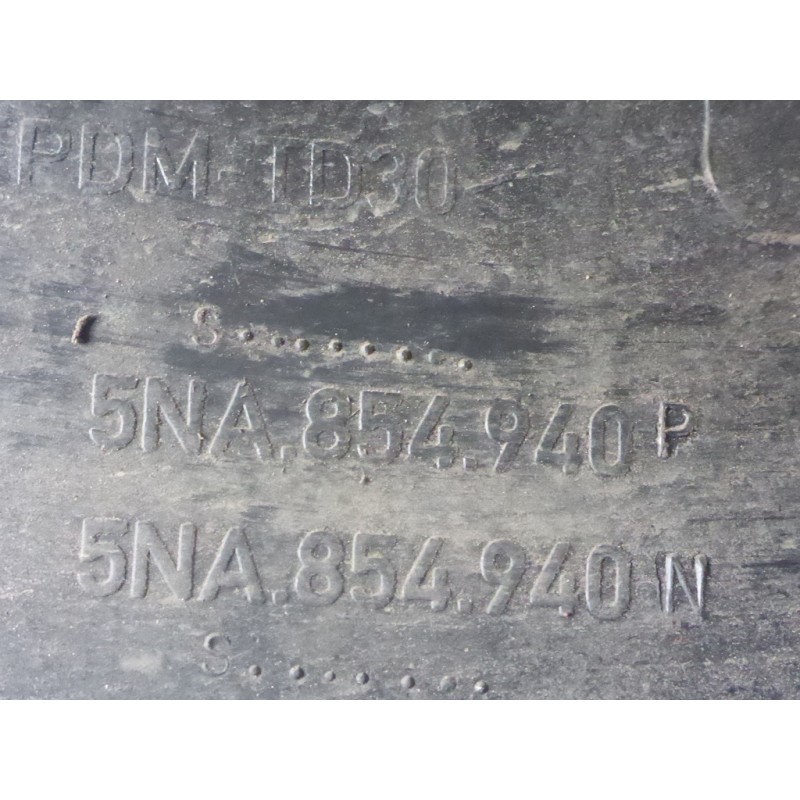 PDM-TD30
S........
5NA.854.940 P
5NA.854.940 N
S.......